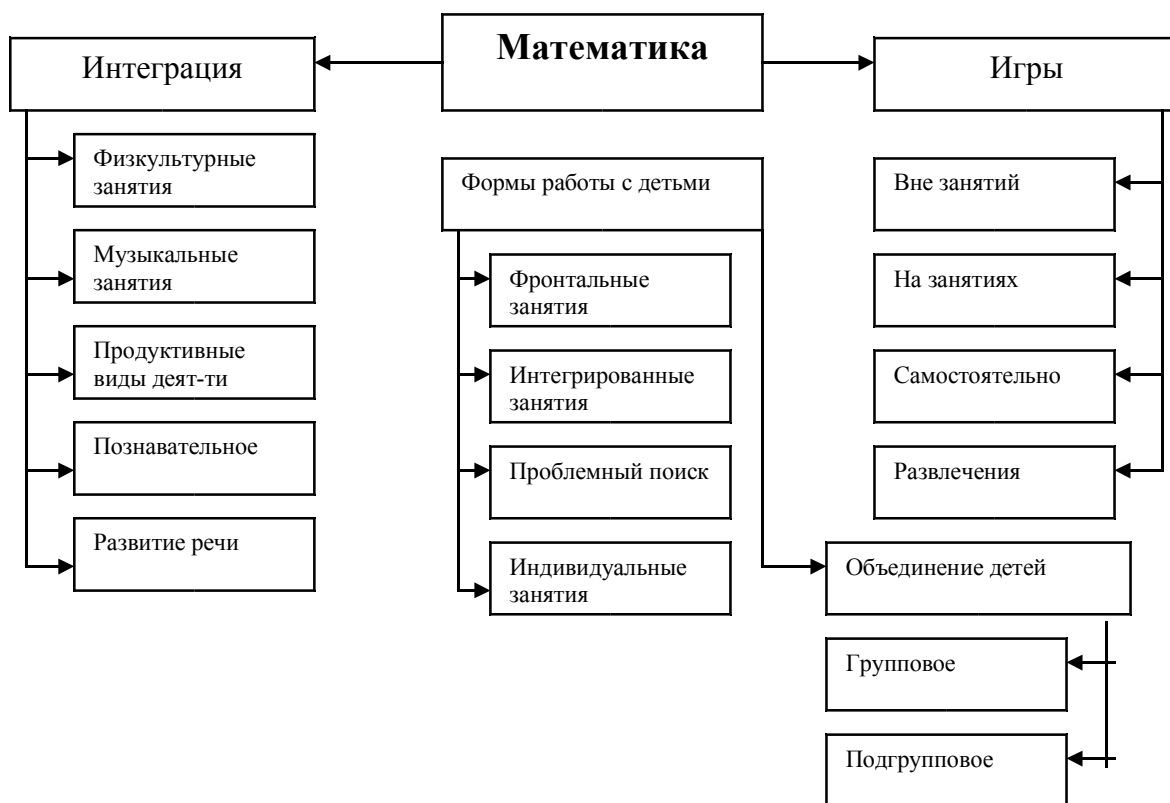 Математика
Интеграция
Игры
Физкультурные
занятия
Музыкальные
занятия
Продуктивные
виды деят-ти
Познавательное
Развитие речи
Формы работы с детьми
Фронтальные
занятия
Интегрированные
занятия
Проблемный поиск
Индивидуальные
занятия
Вне занятий
На занятиях
Самостоятельно
Развлечения
Объединение детей
Групповое
Подгрупповое